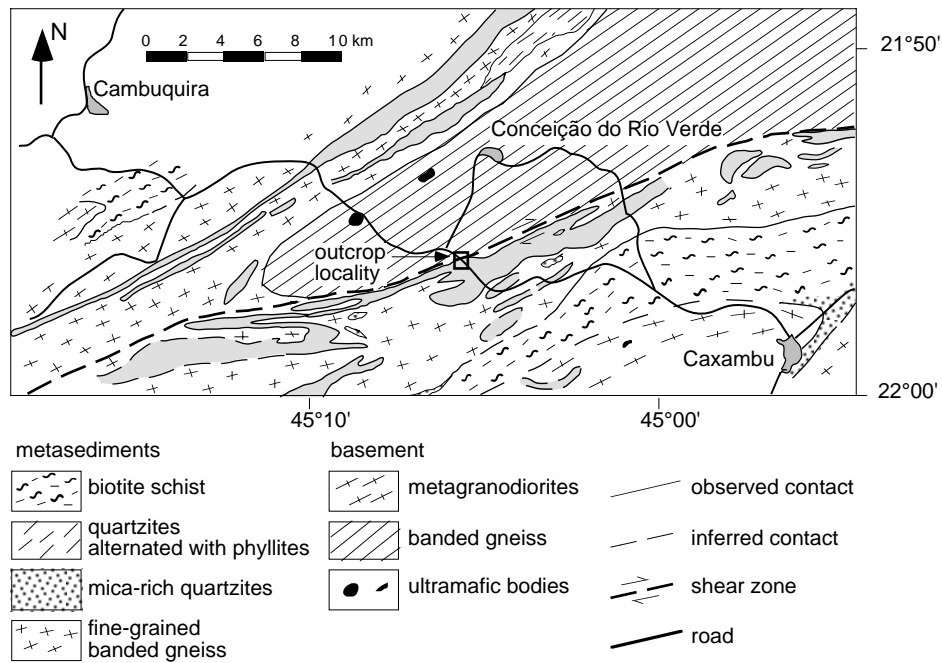 N
0 2 4 6 8 10 km
21°50'
Cambuquira
Conceição do Rio Verde
outcrop
locality
Caxambu
22°00'
45°10' 45°00'
metasediments
biotite schist
quartzites
alternated with phyllites
mica-rich quartzites
fine-grained
banded gneiss
basement
metagranodiorites
banded gneiss
ultramafic bodies
observed contact
inferred contact
shear zone
road